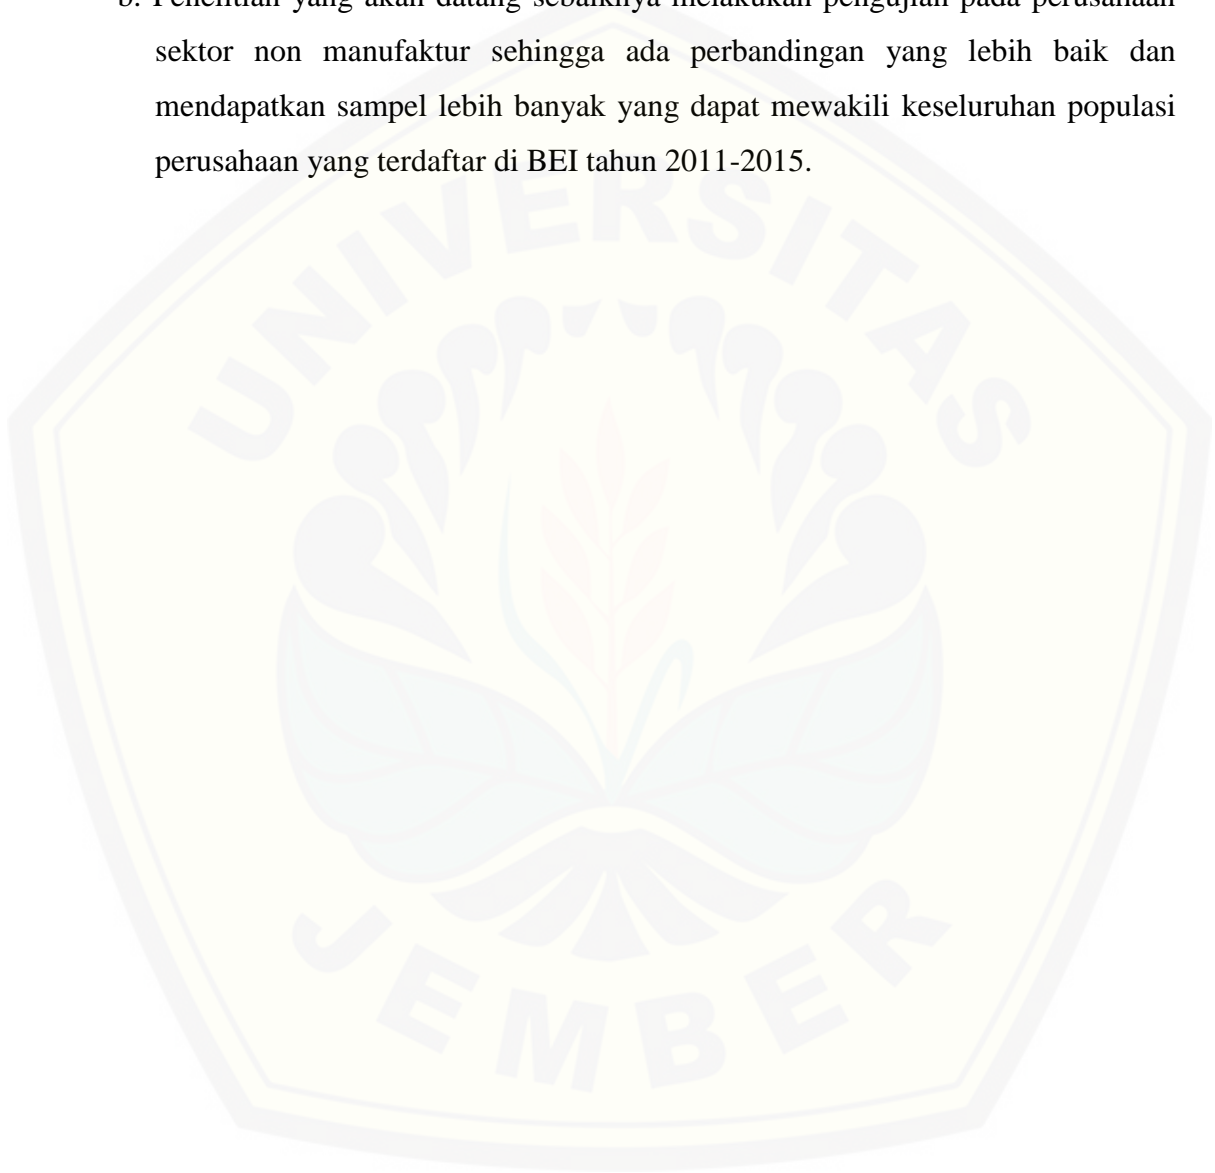 b. Penelitian yang akan datang sebaiknya melakukan pengujian pada perusahaan
sektor non manufaktur sehingga ada perbandingan yang lebih baik dan
mendapatkan sampel lebih banyak yang dapat mewakili keseluruhan populasi
perusahaan yang terdaftar di BEI tahun 2011-2015.
UNIVERSITAS
JEMBER